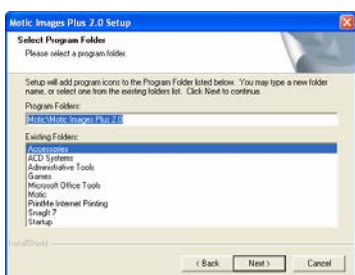 Motic Images Plus 2.0 Setup
Select Program Folder
Please select a program folder.
Setup will add program icons to the Program Folder listed below. You may type a new folder
name, or select one from the existing folders list. Click Next to continue.
Program Folders:
Motic\Motic Images Plus 2.0
Existing Folders:
Accessories
ACD Systems
Administrative Tools
Games
Microsoft Office Tools
Motic
PrintMe Internet Printing
SnagIt 7
Startup
InstallShield
< Back
Next >
Cancel